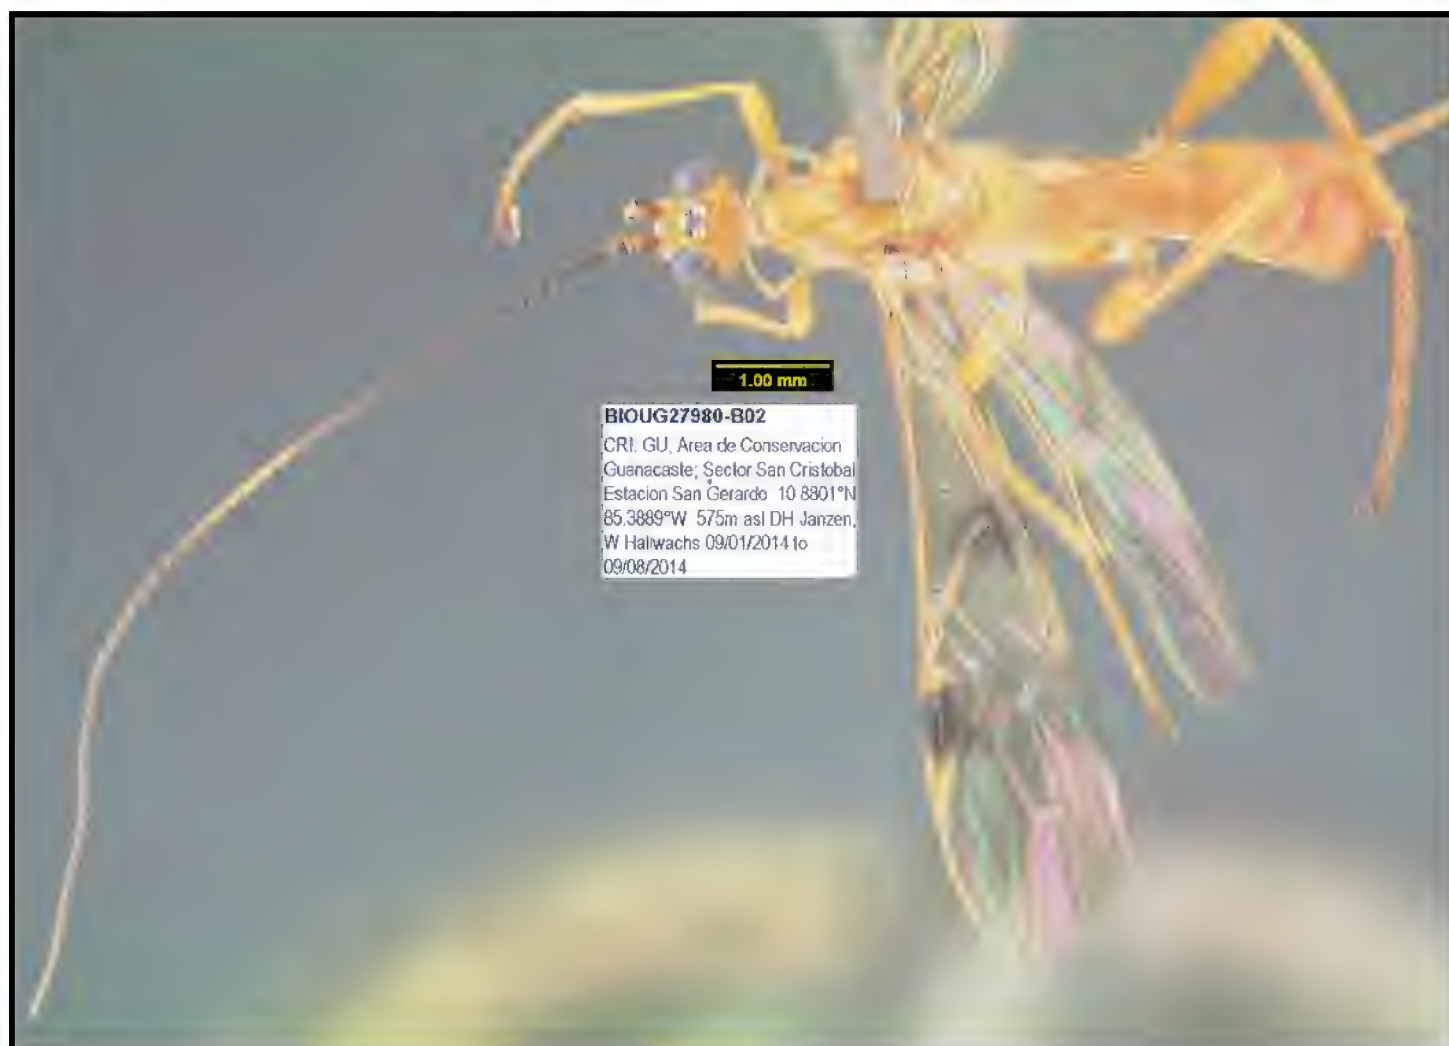 1.00 mm
BIOUG27980-B02
CRI. GU, Area de Conservacion
Guanacaste; Sector San Cristobal
Estacion San Gerardo 10 8801°N
85.3889°W 575m asl DH Janzen,
W Hallwachs 09/01/2014 to
09/08/2014